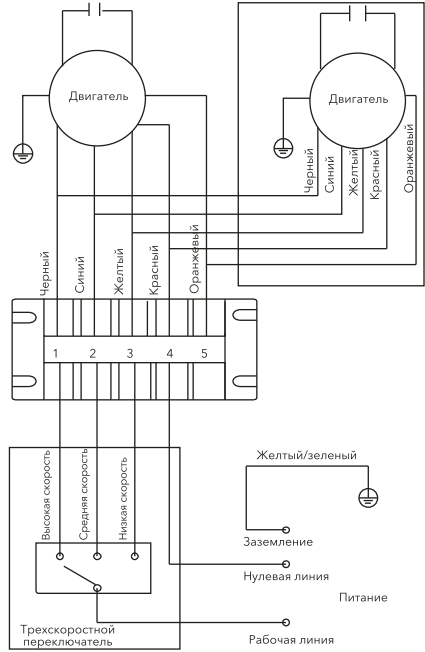 Двигатель
Двигатель
Черный
Синий
Желтый
Красный
Оранжевый
Черный
Синий
Желтый
Красный
Оранжевый
1
2
3
4
5
Высокая скорость
Средняя скорость
Низкая скорость
Желтый/зеленый
Заземление
Нулевая линия
Питание
Рабочая линия
Трехскоростной
переключатель